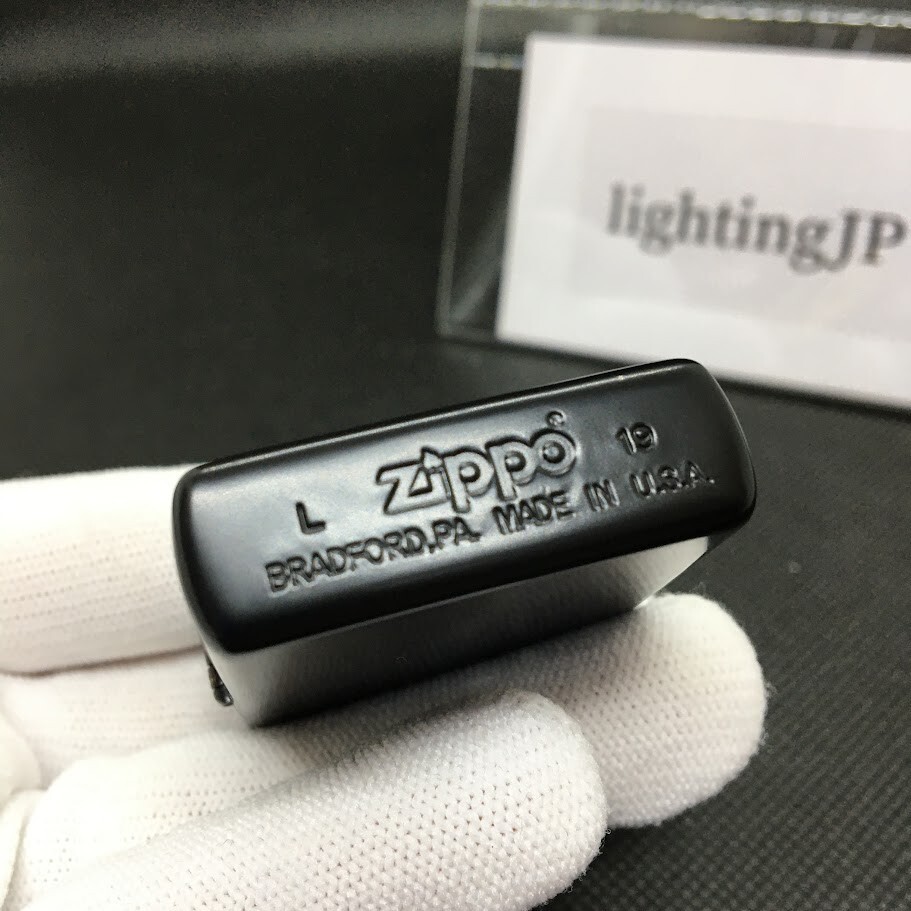 lightingJP
L Zippo® 19
BRADFORD,PA. MADE IN U.S.A.